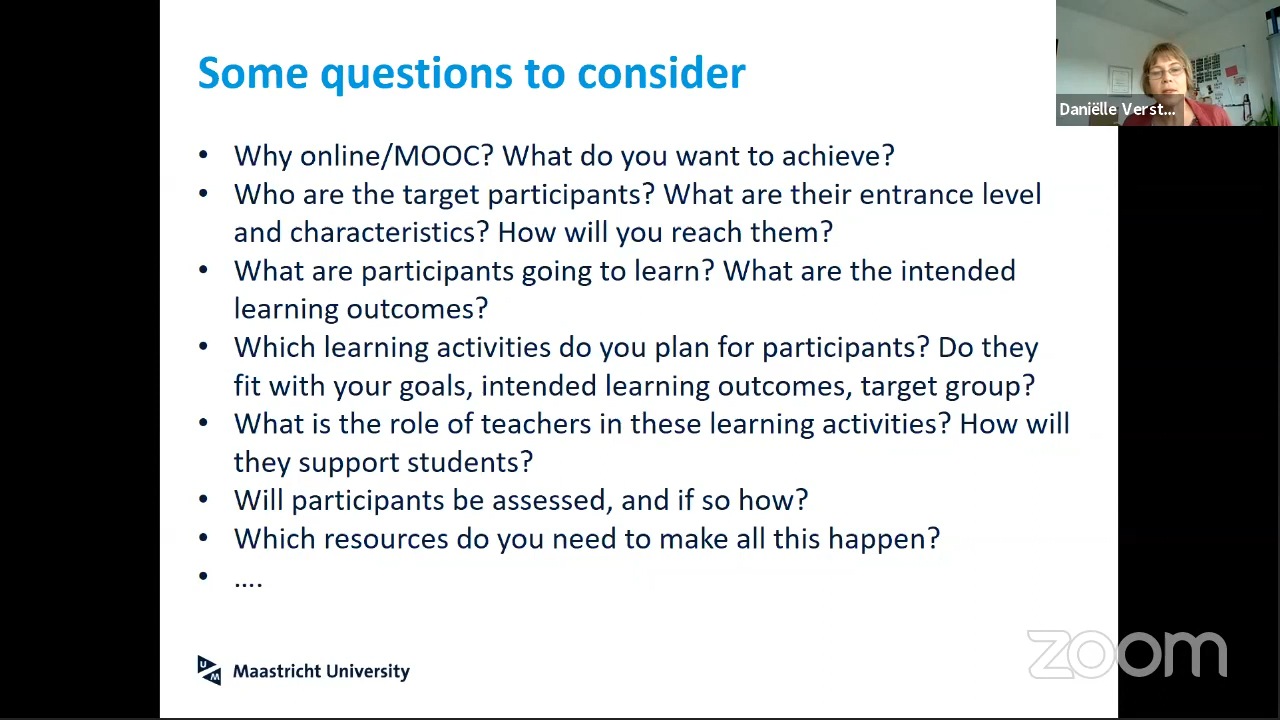 Some questions to consider
Daniëlle Verst...
• Why online/MOOC? What do you want to achieve?
• Who are the target participants? What are their entrance level
and characteristics? How will you reach them?
• What are participants going to learn? What are the intended
learning outcomes?
• Which learning activities do you plan for participants? Do they
fit with your goals, intended learning outcomes, target group?
• What is the role of teachers in these learning activities? How will
they support students?
• Will participants be assessed, and if so how?
• Which resources do you need to make all this happen?
• ....
UM Maastricht University
zoom